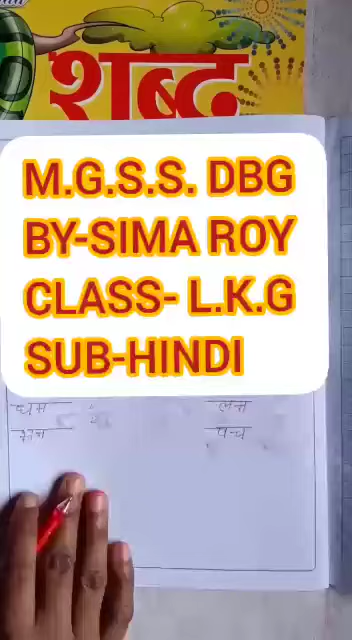 शब्द
M.G.S.S. DBG
BY-SIMA ROY
CLASS- L.K.G
SUB-HINDI